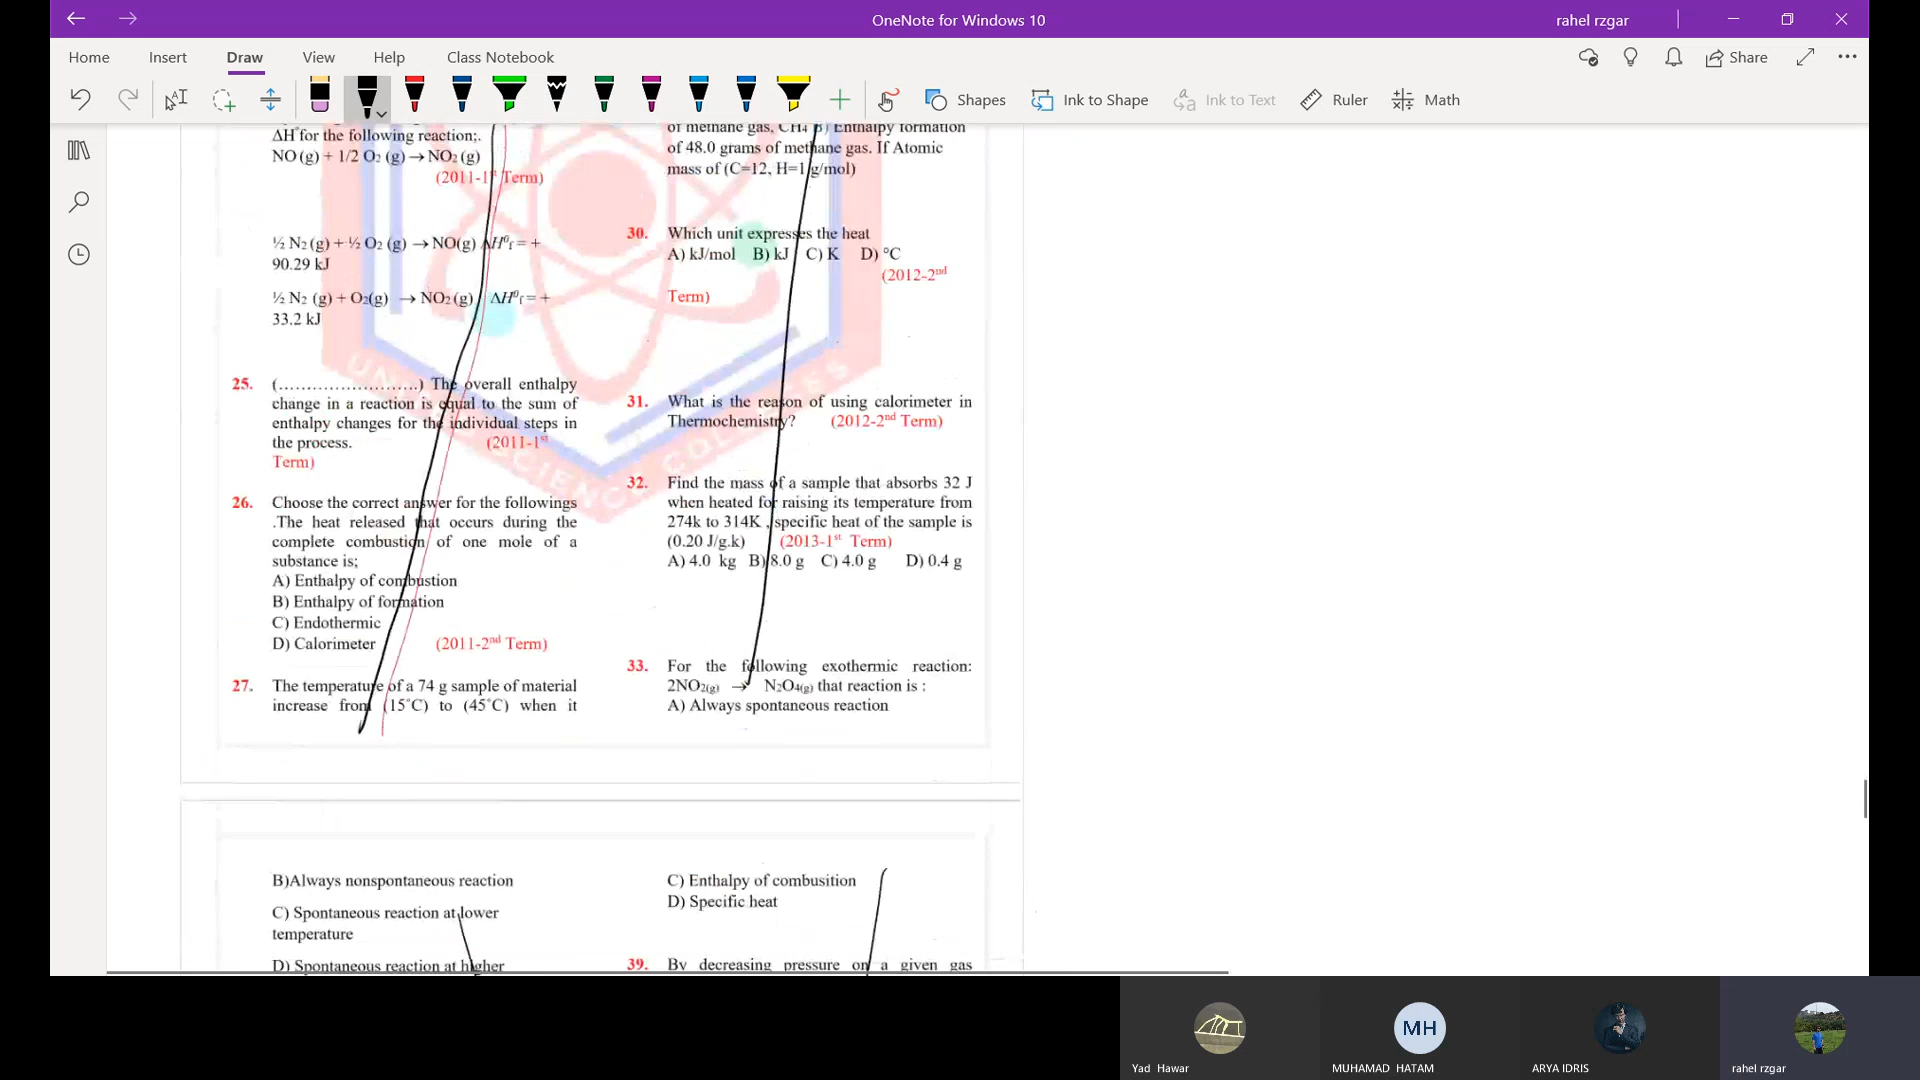 OneNote for Windows 10
rahel rzgar
Home
Insert
Draw
View
Help
Class Notebook
Share
Shapes
Ink to Shape
Ink to Text
Ruler
Math
ΔH°for the following reaction;.
NO (g) + 1/2 O₂ (g) → NO₂ (g)
(2011-1st Term)
½ N₂ (g) + ½ O₂ (g) → NO(g) ΔH⁰f = +
90.29 kJ
½ N₂ (g) + O₂(g) → NO₂ (g) ΔH⁰f = +
33.2 kJ
25. (.........................) The overall enthalpy
change in a reaction is equal to the sum of
enthalpy changes for the individual steps in
the process. (2011-1st
Term)
26. Choose the correct answer for the followings
.The heat released that occurs during the
complete combustion of one mole of a
substance is;
A) Enthalpy of combustion
B) Enthalpy of formation
C) Endothermic
D) Calorimeter (2011-2nd Term)
27. The temperature of a 74 g sample of material
increase from (15˚C) to (45˚C) when it
of methane gas, CH4 B) Enthalpy formation
of 48.0 grams of methane gas. If Atomic
mass of (C=12, H=1 g/mol)
30. Which unit expresses the heat
A) kJ/mol B) kJ C) K D) °C
(2012-2nd
Term)
31. What is the reason of using calorimeter in
Thermochemistry? (2012-2nd Term)
32. Find the mass of a sample that absorbs 32 J
when heated for raising its temperature from
274k to 314K , specific heat of the sample is
(0.20 J/g.k) (2013-1st Term)
A) 4.0 kg B) 8.0 g C) 4.0 g D) 0.4 g
33. For the following exothermic reaction:
2NO₂(g) → N₂O₄(g) that reaction is :
A) Always spontaneous reaction
B)Always nonspontaneous reaction
C) Spontaneous reaction at lower
temperature
D) Spontaneous reaction at higher
C) Enthalpy of combusition
D) Specific heat
39. By decreasing pressure on a given gas
MH
Yad Hawar
MUHAMAD HATAM
ARYA IDRIS
rahel rzgar